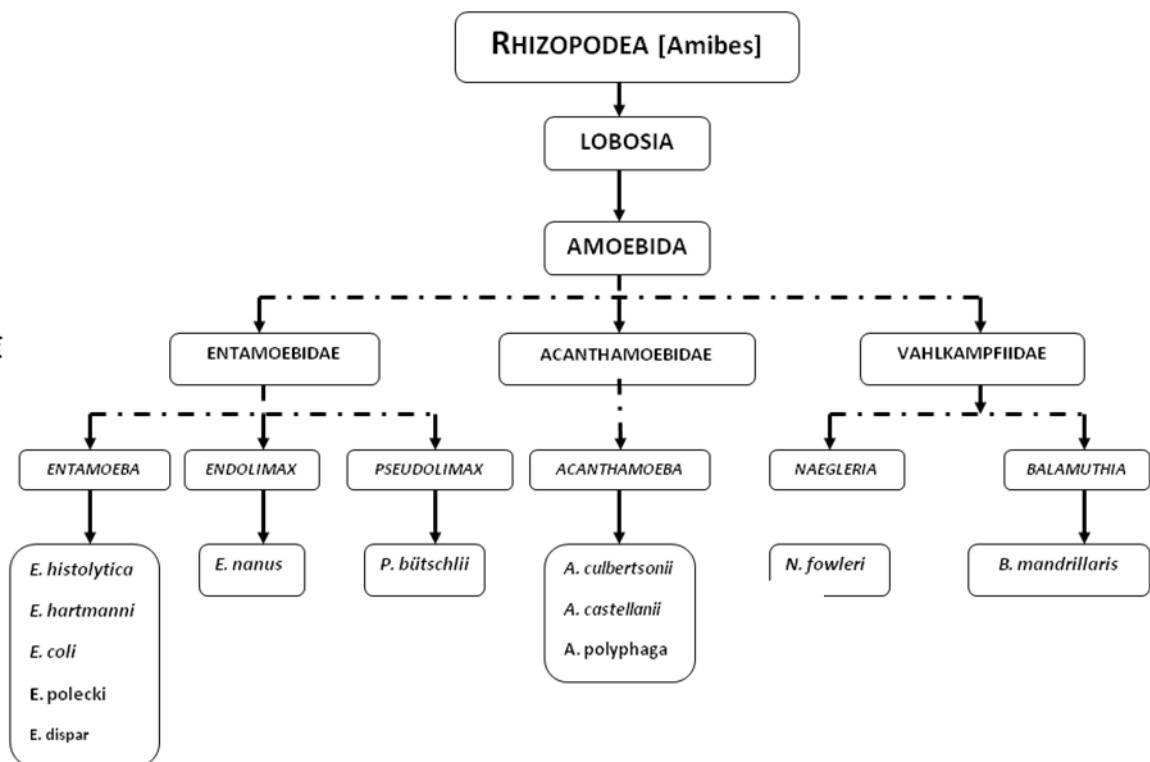 RHIZOPODEA [Amibes]
LOBOSIA
AMOEBIDA
E
ENTAMOEBIDAE
ACANTHAMOEBIDAE
VAHLKAMPFIIDAE
ENTAMOEBA
ENDOLIMAX
PSEUDOLIMAX
ACANTHAMOEBA
NAEGLERIA
BALAMUTHIA
E. histolytica
E. hartmanni
E. coli
E. polecki
E. dispar
E. nanus
P. bütschlii
A. culbertsonii
A. castellanii
A. polyphaga
N. fowleri
B. mandrillaris